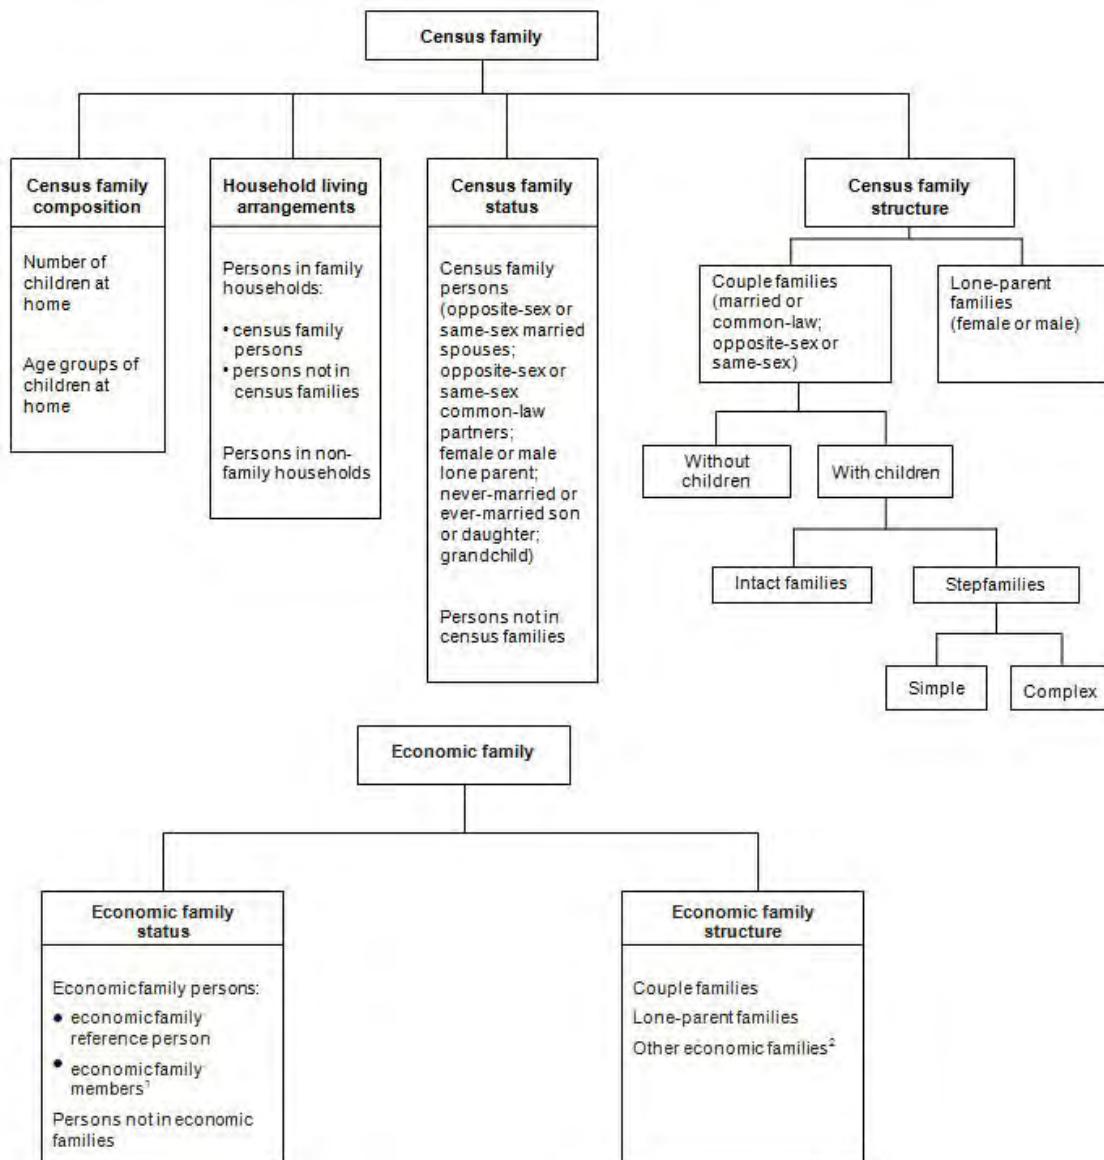 Census family
Census family
composition
Number of
children at
home
Age groups of
children at
home
Household living
arrangements
Persons in family
households:
• census family
persons
• persons not in
census families
Persons in non-
family households
Census family
status
Census family
persons
(opposite-sex or
same-sex married
spouses;
opposite-sex or
same-sex
common-law
partners;
female or male
lone parent;
never-married or
ever-married son
or daughter;
grandchild)
Persons not in
census families
Census family
structure
Couple families
(married or
common-law;
opposite-sex or
same-sex)
Lone-parent
families
(female or male)
Without
children
With children
Intact families
Stepfamilies
Simple
Complex
Economic family
Economic family
status
Economic family persons:
• economic family
reference person
• economic family
members¹
Persons not in economic
families
Economic family
structure
Couple families
Lone-parent families
Other economic families²